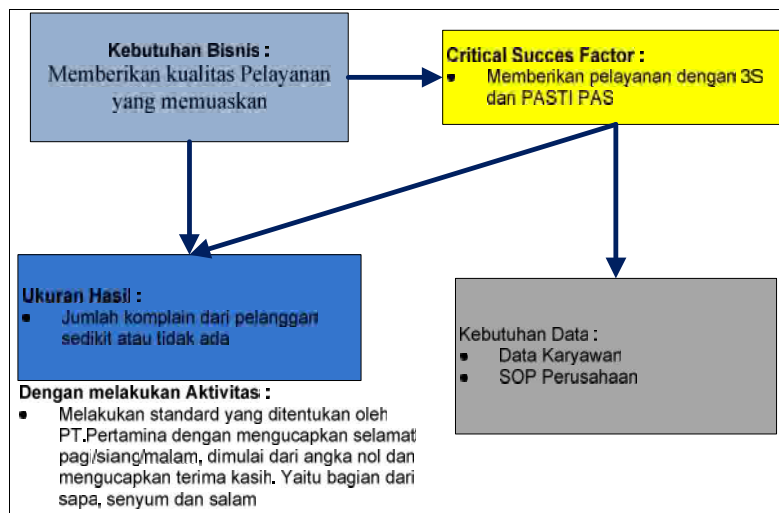 Kebutuhan Bisnis :
Memberikan kualitas Pelayanan
yang memuaskan
Critical Succes Factor :
• Memberikan pelayanan dengan 3S
dan PASTI PAS
Ukuran Hasil :
• Jumlah komplain dari pelanggan
sedikit atau tidak ada
Kebutuhan Data :
• Data Karyawan
• SOP Perusahaan
Dengan melakukan Aktivitas :
• Melakukan standard yang ditentukan oleh
PT.Pertamina dengan mengucapkan selamat
pagi/siang/malam, dimulai dari angka nol dan
mengucapkan terima kasih. Yaitu bagian dari
sapa, senyum dan salam